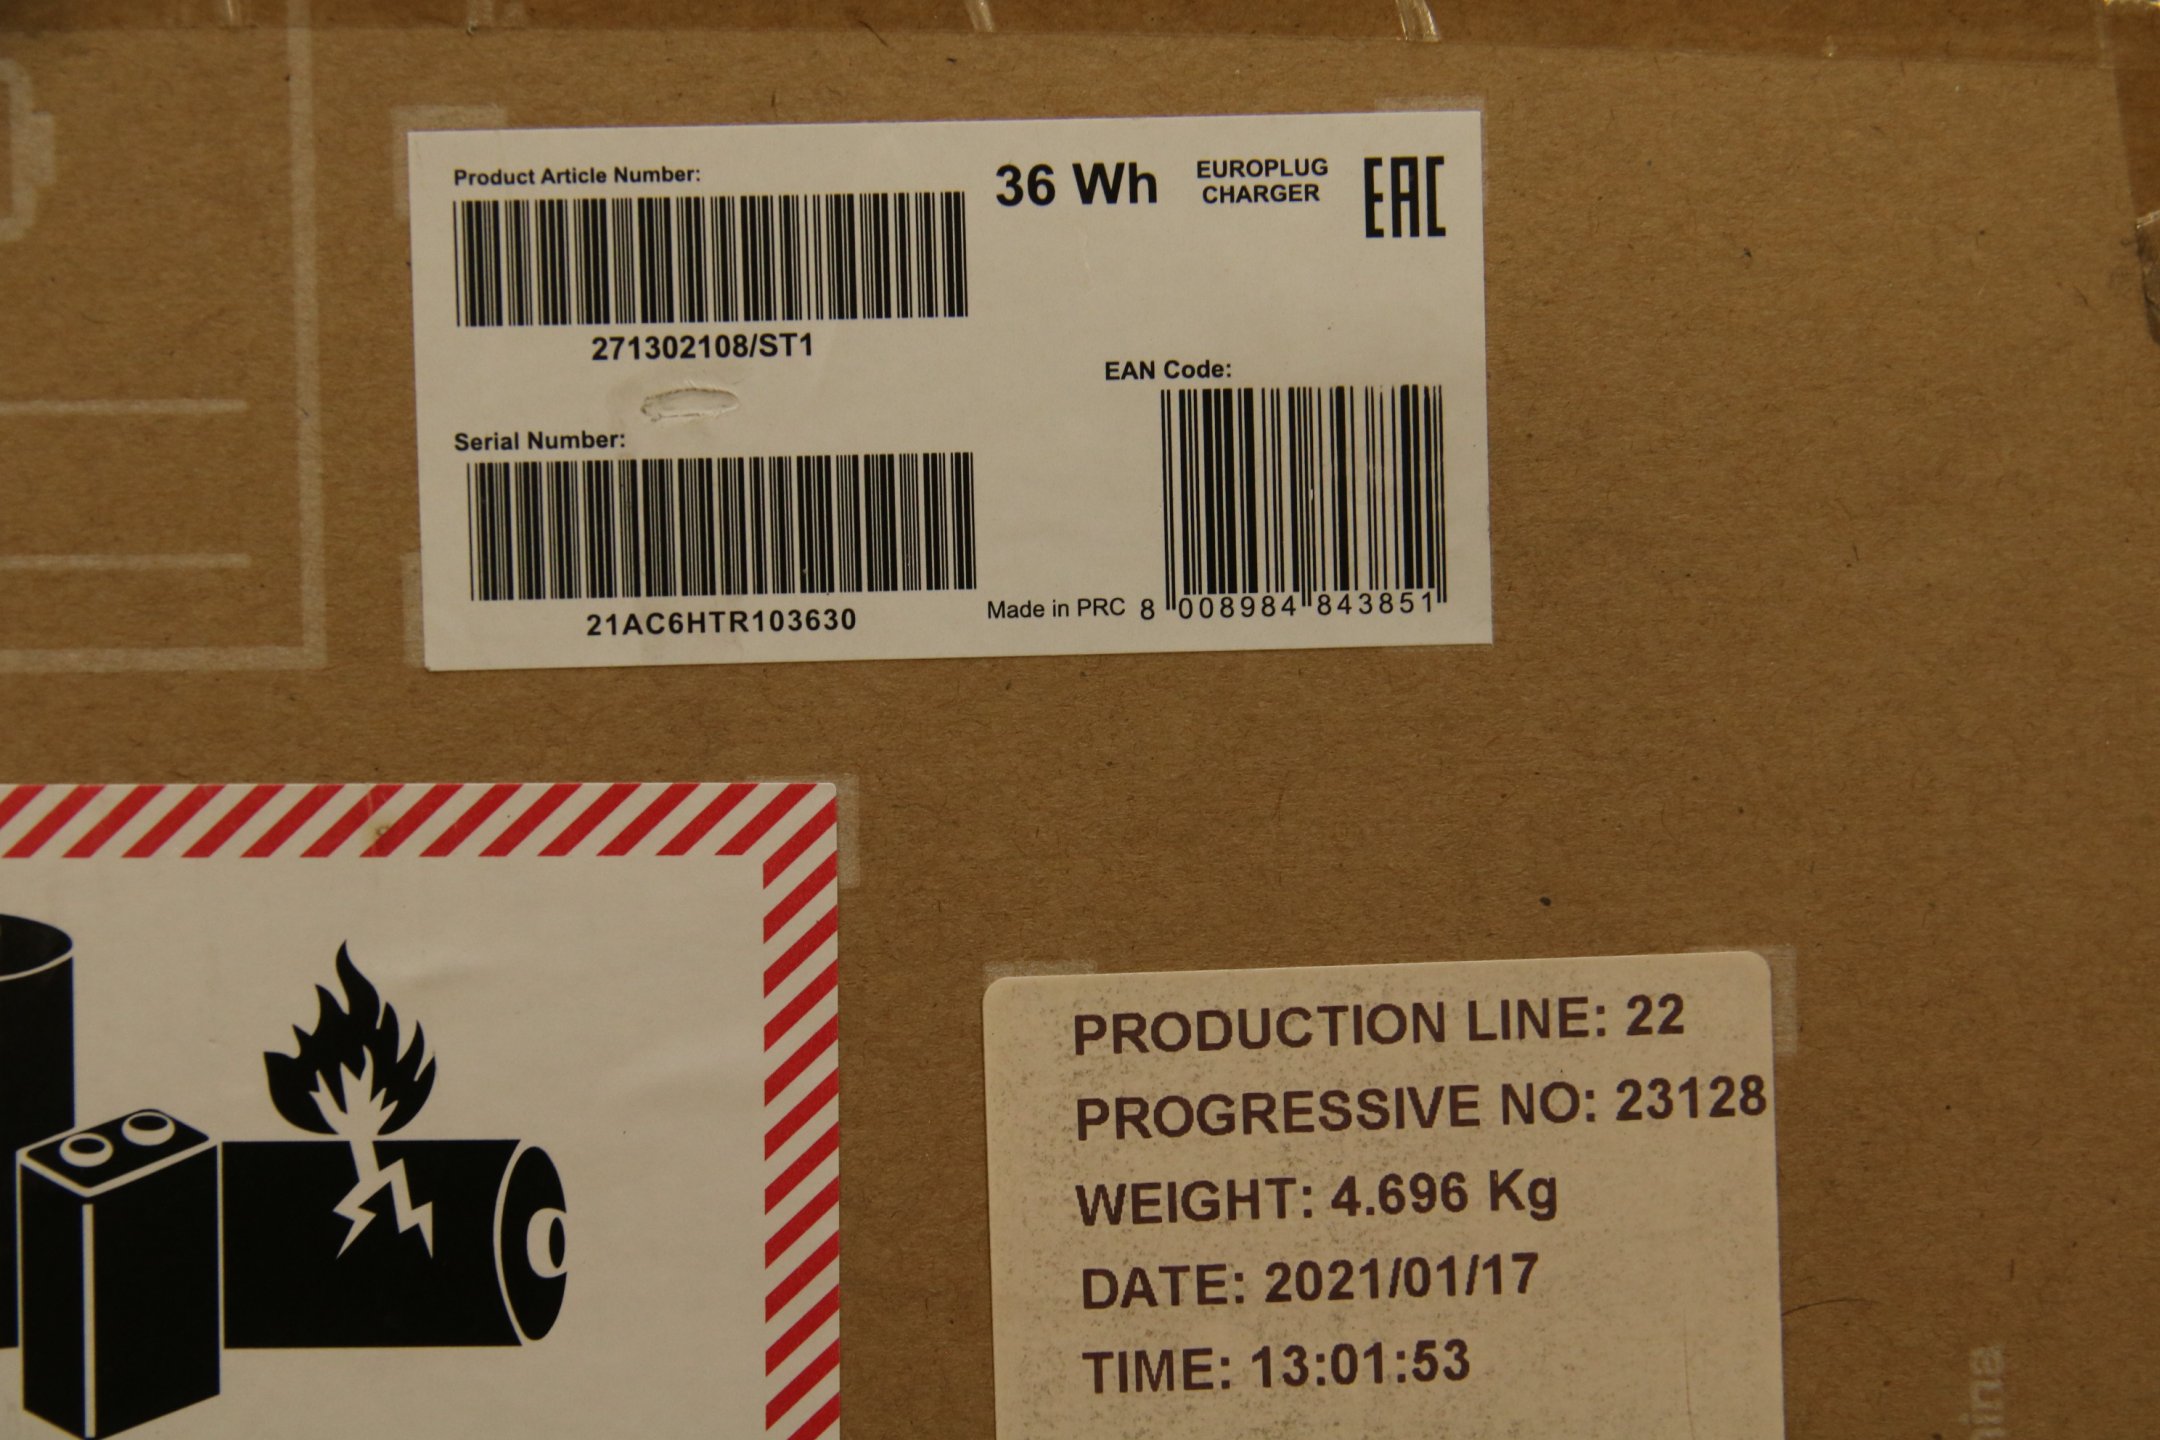 Product Article Number:
36 Wh
EUROPLUG
CHARGER
EAC
271302108/ST1
EAN Code:
Serial Number:
21AC6HTR103630
Made in PRC
8 008984 843851
PRODUCTION LINE: 22
PROGRESSIVE NO: 23128
WEIGHT: 4.696 Kg
DATE: 2021/01/17
TIME: 13:01:53